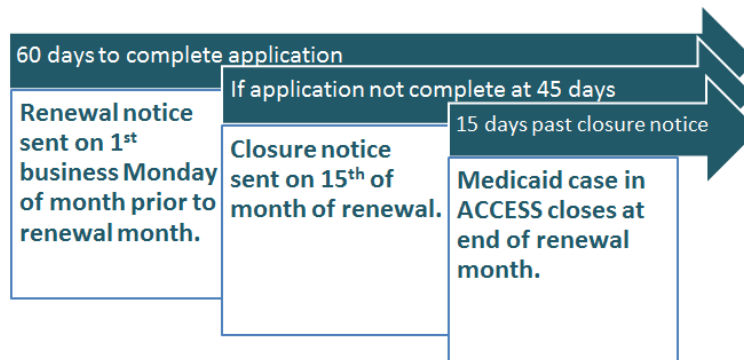 60 days to complete application
Renewal notice
sent on 1st
business Monday
of month prior to
renewal month.
If application not complete at 45 days
Closure notice
sent on 15th of
month of renewal.
15 days past closure notice
Medicaid case in
ACCESS closes at
end of renewal
month.